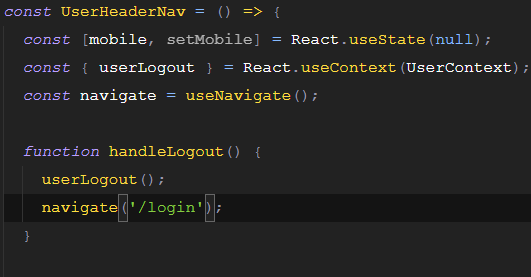 const UserHeaderNav = () => {
const [mobile, setMobile] = React.useState(null);
const { userLogout } = React.useContext(UserContext);
const navigate = useNavigate();
function handleLogout() {
userLogout();
navigate('/login');
}